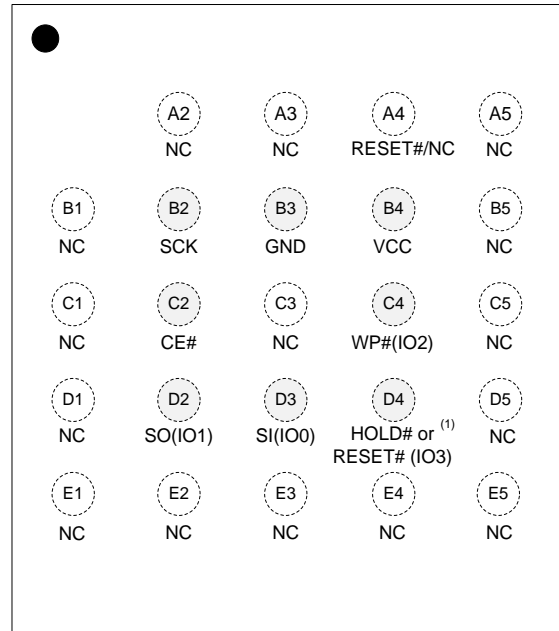 A2 A3 A4 A5
NC NC RESET#/NC NC
B1 B2 B3 B4 B5
NC SCK GND VCC NC
C1 C2 C3 C4 C5
NC CE# NC WP#(IO2) NC
D1 D2 D3 D4 D5
NC SO(IO1) SI(IO0) HOLD# or (1) NC
RESET# (IO3)
E1 E2 E3 E4 E5
NC NC NC NC NC